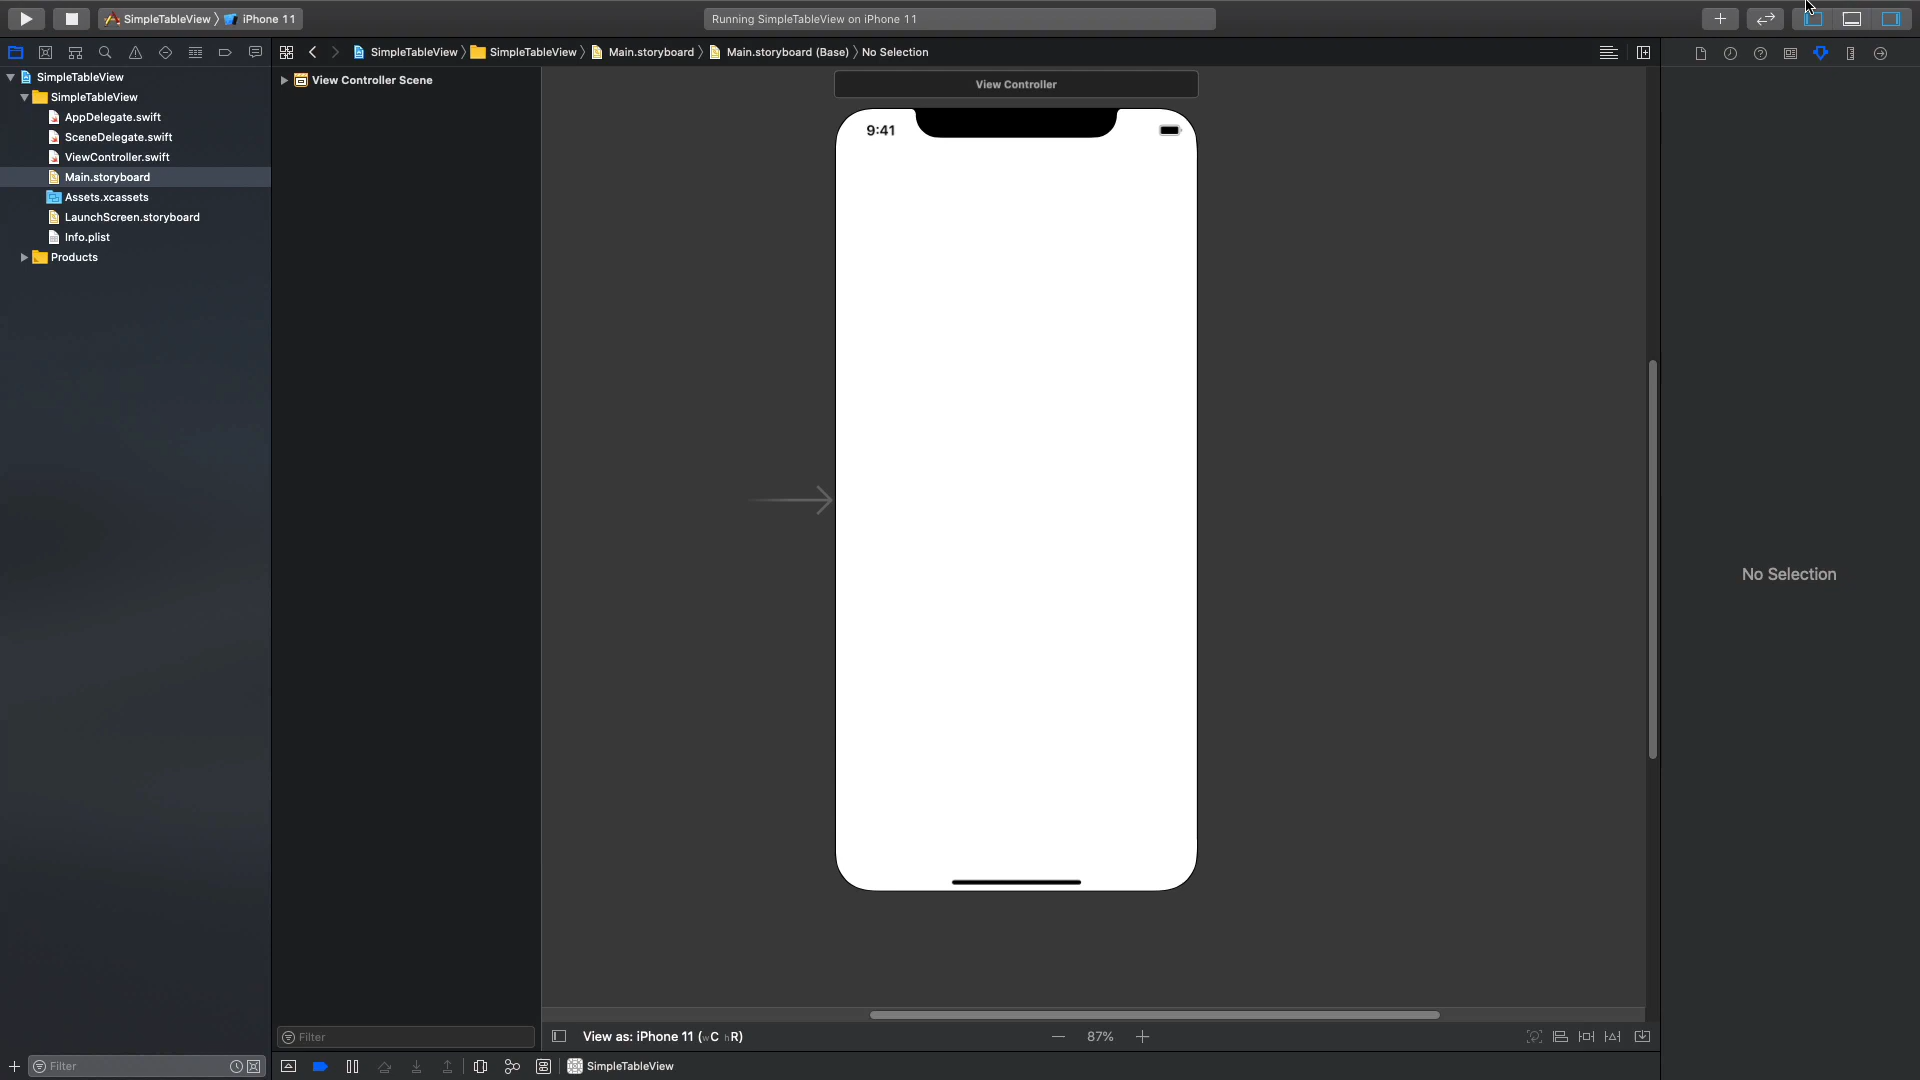 SimpleTableView 〉 iPhone 11
Running SimpleTableView on iPhone 11
SimpleTableView 〉 SimpleTableView 〉 Main.storyboard 〉 Main.storyboard (Base) 〉 No Selection
SimpleTableView
SimpleTableView
AppDelegate.swift
SceneDelegate.swift
ViewController.swift
Main.storyboard
Assets.xcassets
LaunchScreen.storyboard
Info.plist
Products
Filter
View Controller Scene
Filter
View Controller
9:41
View as: iPhone 11 (wC hR)
87%
SimpleTableView
No Selection